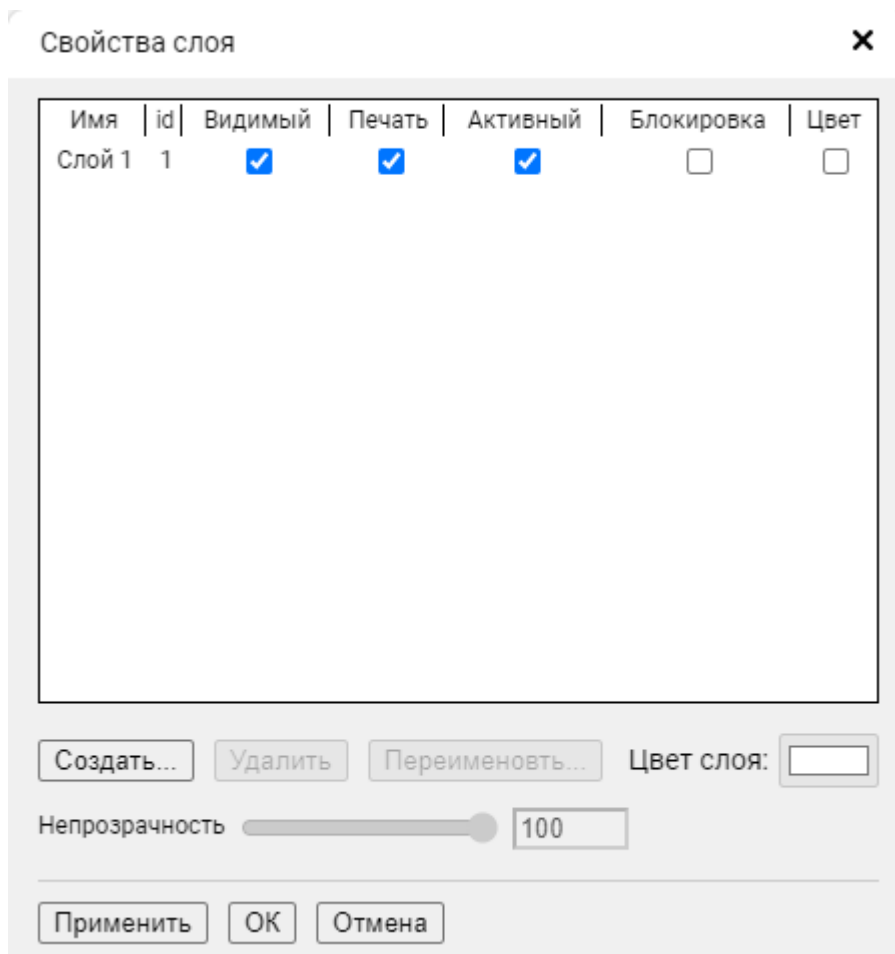 Свойства слоя
Имя id Видимый Печать Активный Блокировка Цвет
Слой 1 1
Создать... Удалить Переименовть... Цвет слоя:
Непрозрачность 100
Применить ОК Отмена